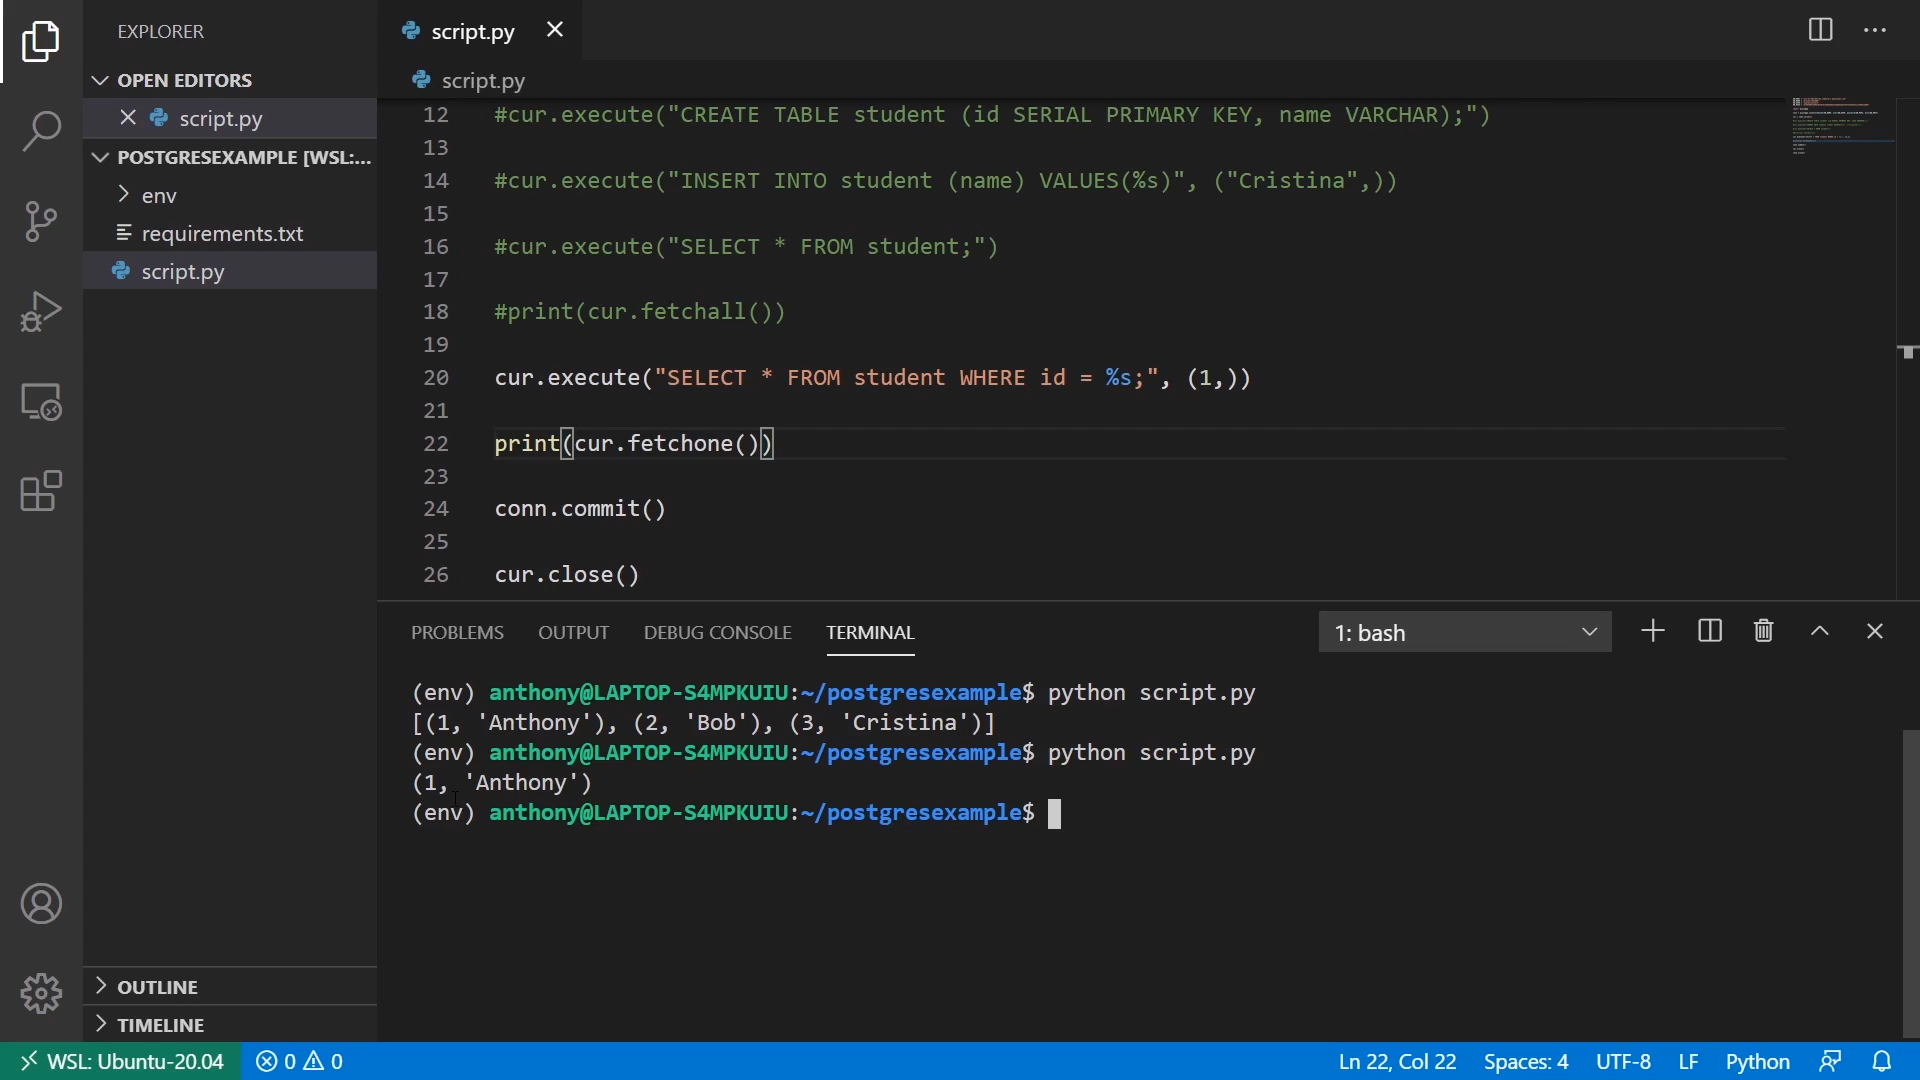 EXPLORER
OPEN EDITORS
script.py
POSTGRESEXAMPLE [WSL:...
env
requirements.txt
script.py
OUTLINE
TIMELINE
script.py
script.py
12 #cur.execute("CREATE TABLE student (id SERIAL PRIMARY KEY, name VARCHAR);")
13
14 #cur.execute("INSERT INTO student (name) VALUES(%s)", ("Cristina",))
15
16 #cur.execute("SELECT * FROM student;")
17
18 #print(cur.fetchall())
19
20 cur.execute("SELECT * FROM student WHERE id = %s;", (1,))
21
22 print(cur.fetchone())
23
24 conn.commit()
25
26 cur.close()
PROBLEMS OUTPUT DEBUG CONSOLE TERMINAL 1: bash
(env) anthony@LAPTOP-S4MPKUIU:~/postgresexample$ python script.py
[(1, 'Anthony'), (2, 'Bob'), (3, 'Cristina')]
(env) anthony@LAPTOP-S4MPKUIU:~/postgresexample$ python script.py
(1, 'Anthony')
(env) anthony@LAPTOP-S4MPKUIU:~/postgresexample$
WSL: Ubuntu-20.04 0 0 Ln 22, Col 22 Spaces: 4 UTF-8 LF Python